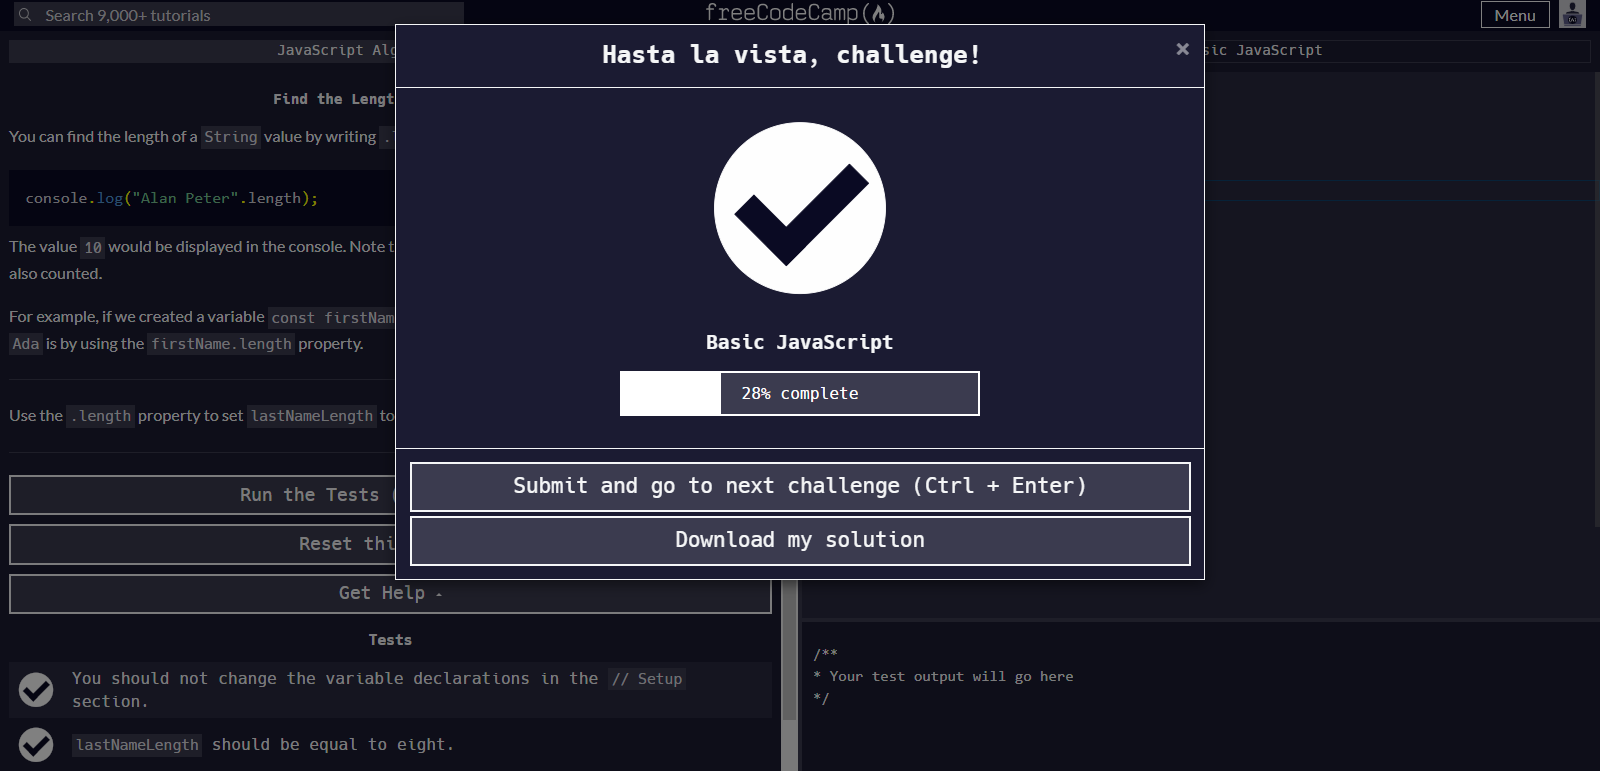 Search 9,000+ tutorials
freeCodeCamp
Menu
JavaScript
JavaScript
Hasta la vista, challenge!
×
Find the
You can find the length of a String value by writing
console.log("Alan Peter".length);
The value 10 would be displayed in the console. Note
also counted.
For example, if we created a variable const
Ada is by using the firstName.length property.
Use the .length property to set lastNameLength to
Basic JavaScript
28% complete
Submit and go to next challenge (Ctrl + Enter)
Download my solution
Run the Tests
Reset
Get Help
Tests
You should not change the variable declarations in the // Setup
section.
lastNameLength should be equal to eight.
/**
* Your test output will go here
*/